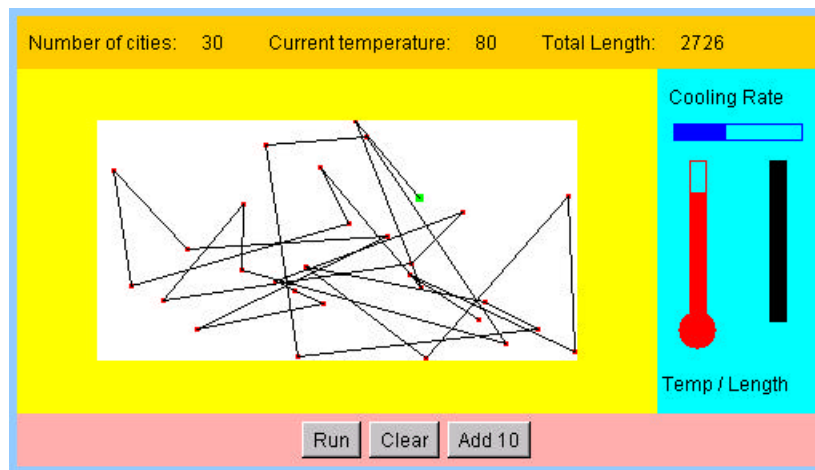 Number of cities: 30 Current temperature: 80 Total Length: 2726
Cooling Rate
Temp / Length
Run Clear Add 10